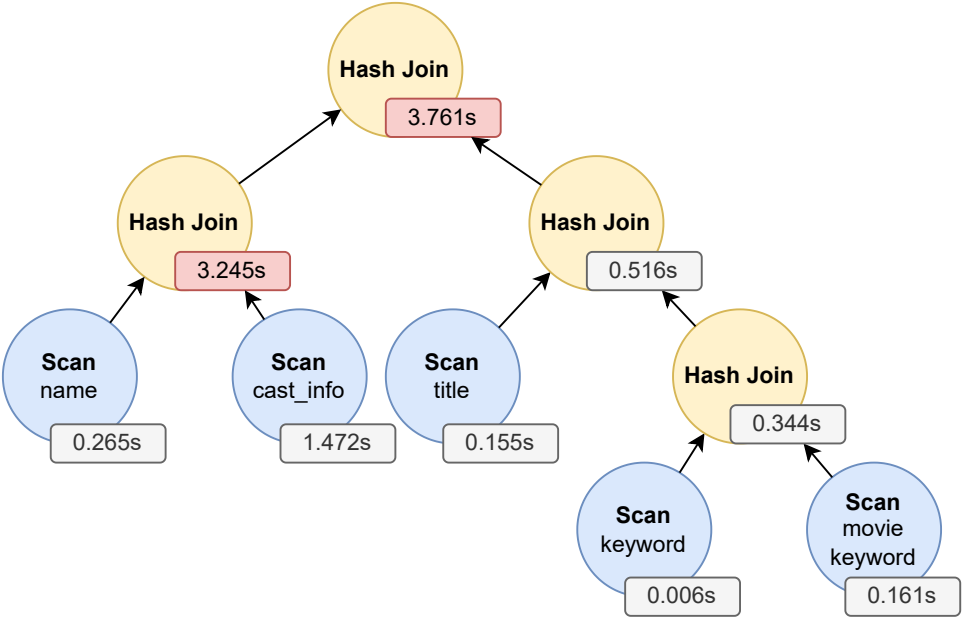 Hash Join
3.761s
Hash Join
3.245s
Hash Join
0.516s
Scan
name
0.265s
Scan
cast_info
1.472s
Scan
title
0.155s
Hash Join
0.344s
Scan
keyword
0.006s
Scan
movie
keyword
0.161s